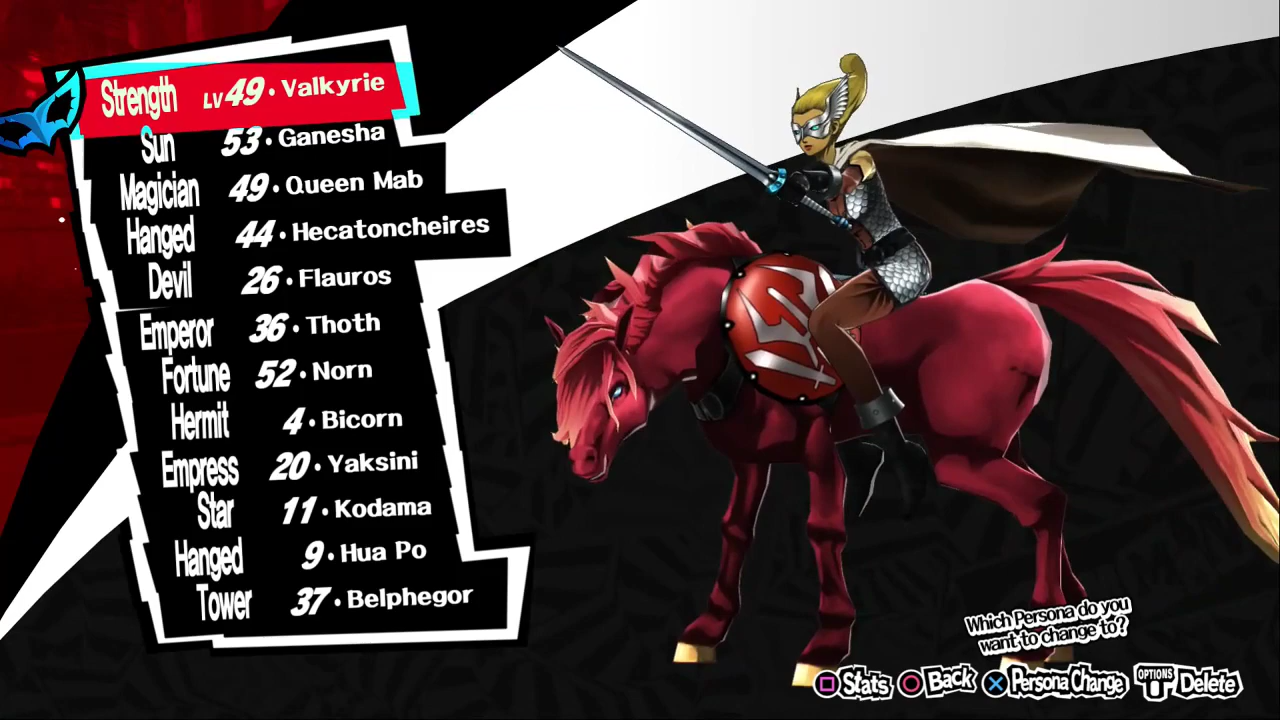 Strength LV 49 • Valkyrie
Sun 53 • Ganesha
Magician 49 • Queen Mab
Hanged 44 • Hecatoncheires
Devil 26 • Flauros
Emperor 36 • Thoth
Fortune 52 • Norn
Hermit 4 • Bicorn
Empress 20 • Yaksini
Star 11 • Kodama
Hanged 9 • Hua Po
Tower 37 • Belphegor
Which Persona do you
want to change to?
Stats Back Persona Change OPTIONS Delete